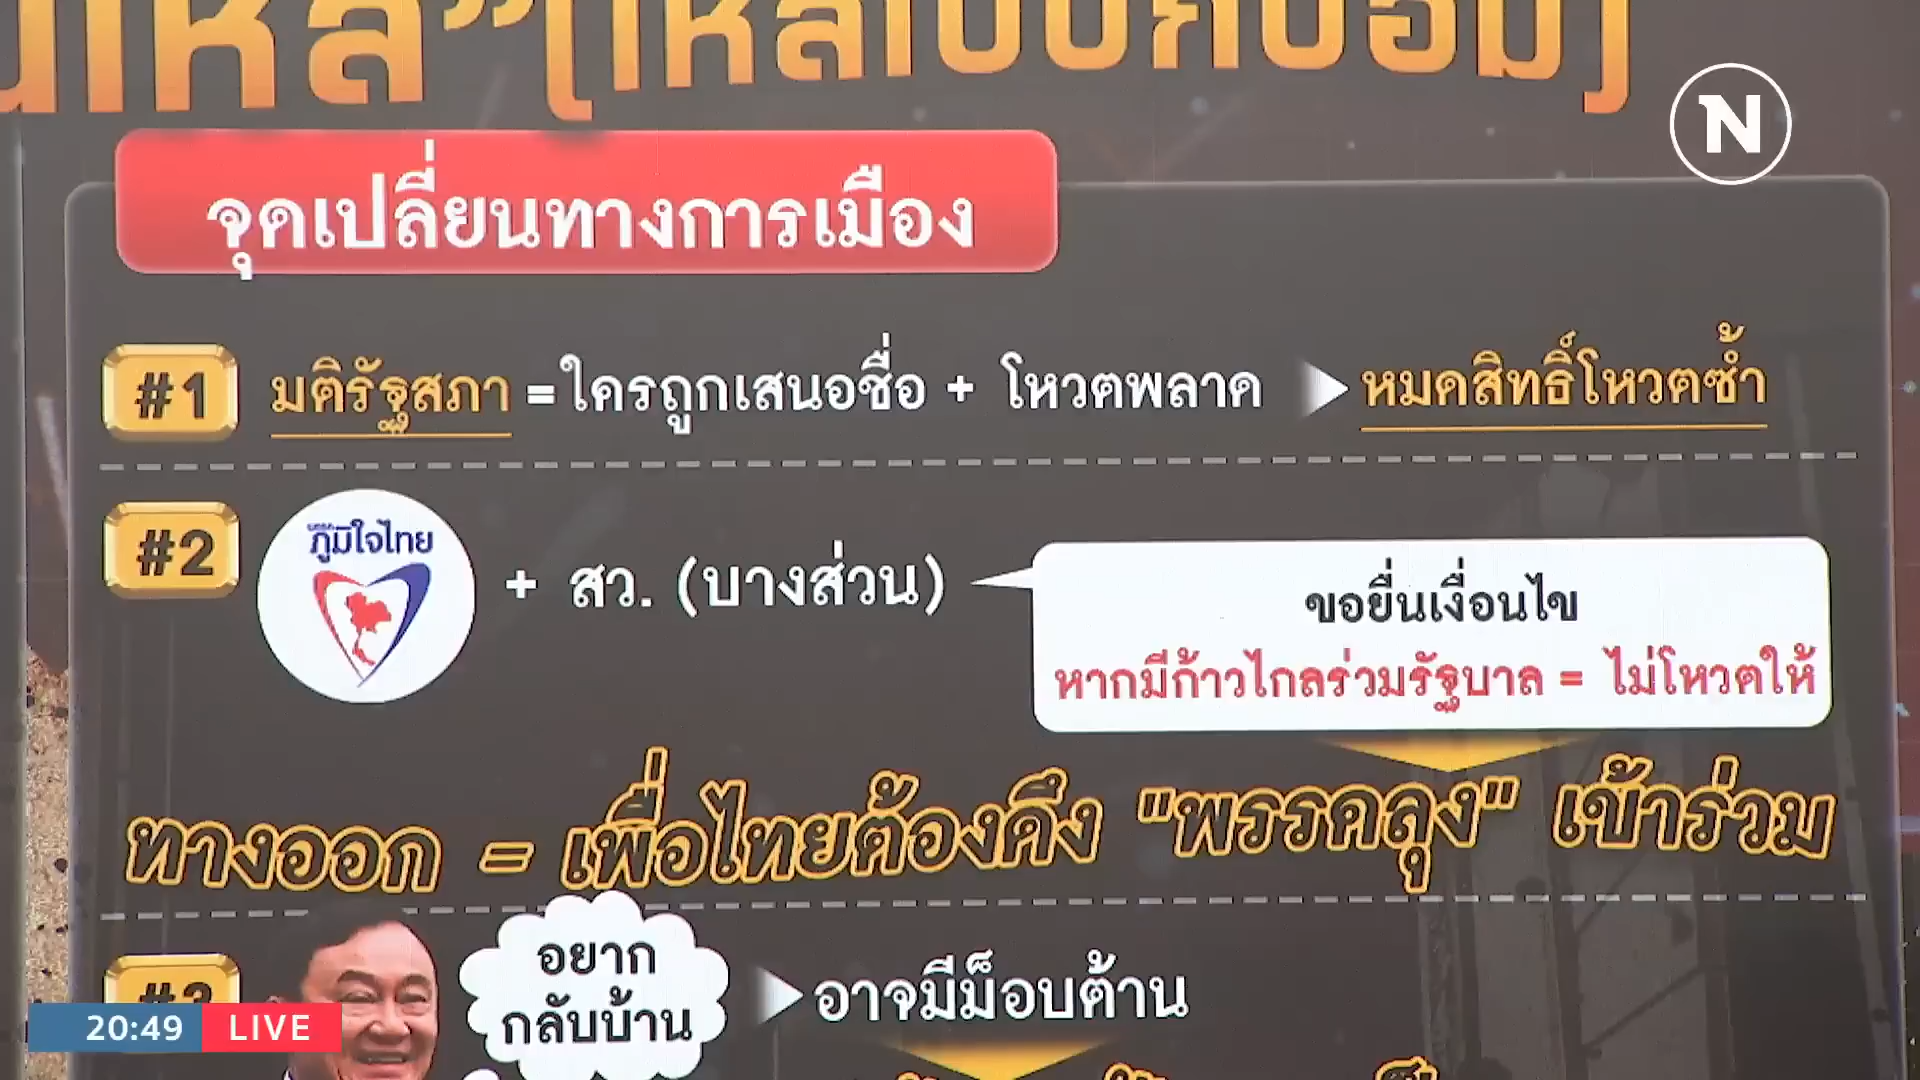 N
จุดเปลี่ยนทางการเมือง
#1 มติรัฐสภา = ใครถูกเสนอชื่อ + โหวตพลาด หมดสิทธิ์โหวตซ้ำ
#2 ภูมิใจไทย + สว. (บางส่วน)
ขอยื่นเงื่อนไข
หากมีก้าวไกลร่วมรัฐบาล = ไม่โหวตให้
ทางออก = เพื่อไทยต้องดึง "พรรคลุง" เข้าร่วม
#3
อยาก
กลับบ้าน
อาจมีม็อบต้าน
20:49 LIVE